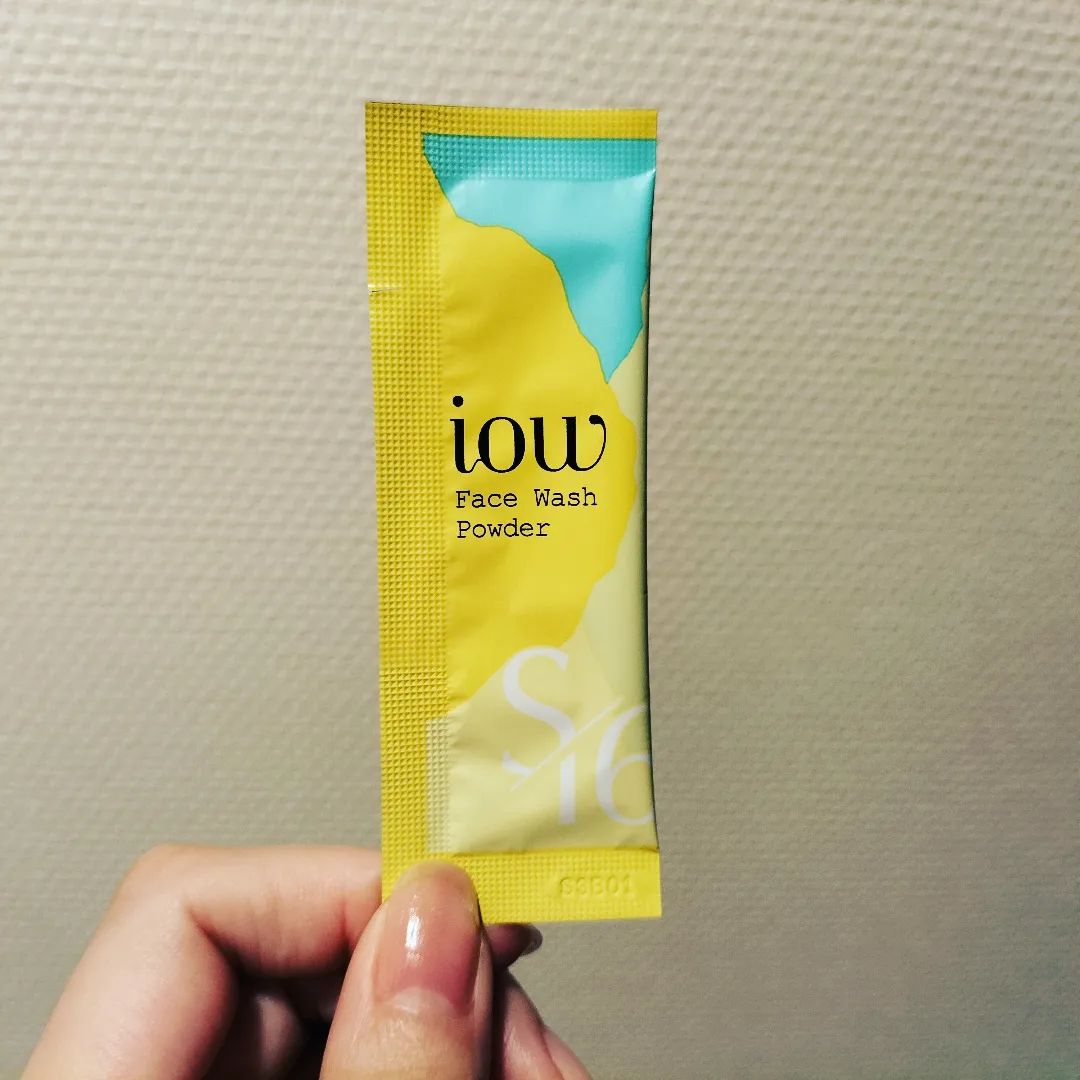 iow
Face Wash
Powder
S/16
SSB01